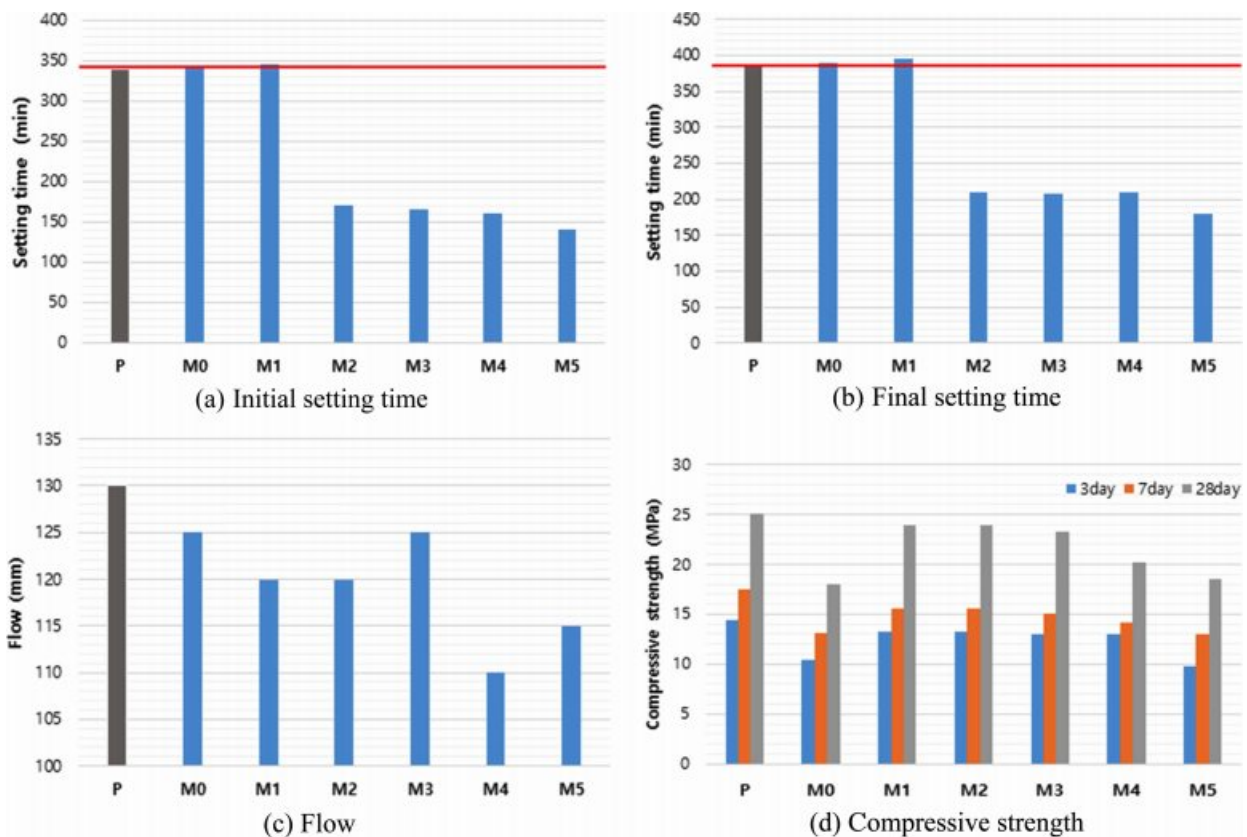 400
350
300
250
200
150
100
50
0
Setting time (min)
P M0 M1 M2 M3 M4 M5
(a) Initial setting time
450
400
350
300
250
200
150
100
50
0
Setting time (min)
P M0 M1 M2 M3 M4 M5
(b) Final setting time
135
130
125
120
115
110
105
100
Flow (mm)
P M0 M1 M2 M3 M4 M5
(c) Flow
30
25
20
15
10
5
0
Compressive strength (MPa)
3day 7day 28day
P M0 M1 M2 M3 M4 M5
(d) Compressive strength